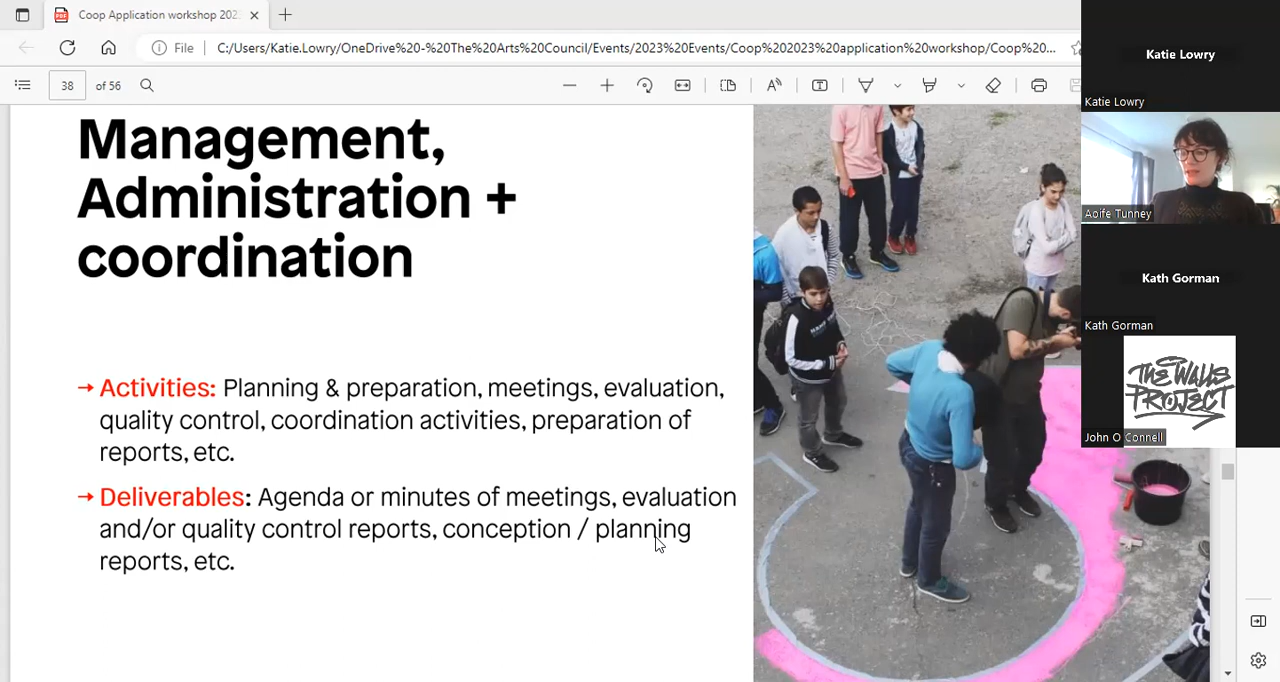 Coop Application workshop 202
File
C:/Users/Katie.Lowry/OneDrive%20-%20The%20Arts%20Council/Events/2023%20Events/Coop%202023%20application%20workshop/Coop%20...
38 of 56
Management,
Administration +
coordination
→ Activities: Planning & preparation, meetings, evaluation,
quality control, coordination activities, preparation of
reports, etc.
→ Deliverables: Agenda or minutes of meetings, evaluation
and/or quality control reports, conception / planning
reports, etc.
Katie Lowry
Katie Lowry
Aoife Tunney
Kath Gorman
Kath Gorman
THE WALLS
PROJECT
John O Connell